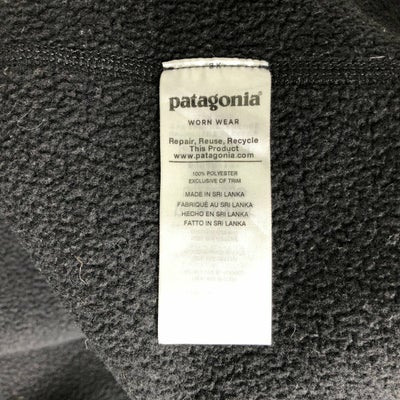 patagonia®
WORN WEAR
Repair, Reuse, Recycle
This Product
www.patagonia.com
100% POLYESTER
EXCLUSIVE OF TRIM
MADE IN SRI LANKA
FABRIQUÉ AU SRI LANKA
HECHO EN SRI LANKA
FATTO IN SRI LANKA